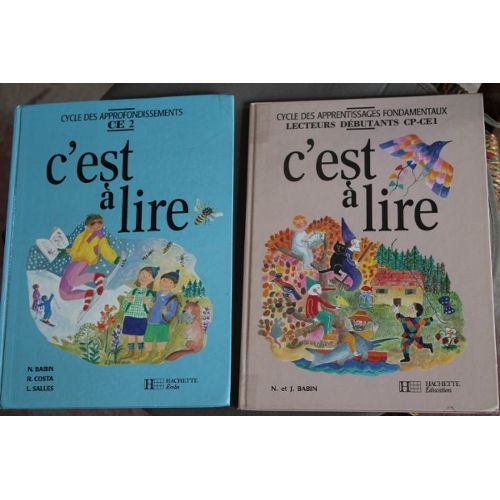 CYCLE DES APPROFONDISSEMENTS
CE 2
c'est
à lire
N. BABIN
R. COSTA
L. SALLES
H HACHETTE
Écoles
CYCLE DES APPRENTISSAGES FONDAMENTAUX
LECTEURS DÉBUTANTS CP-CE1
c'est
à lire
N. et J. BABIN
H HACHETTE
Éducation